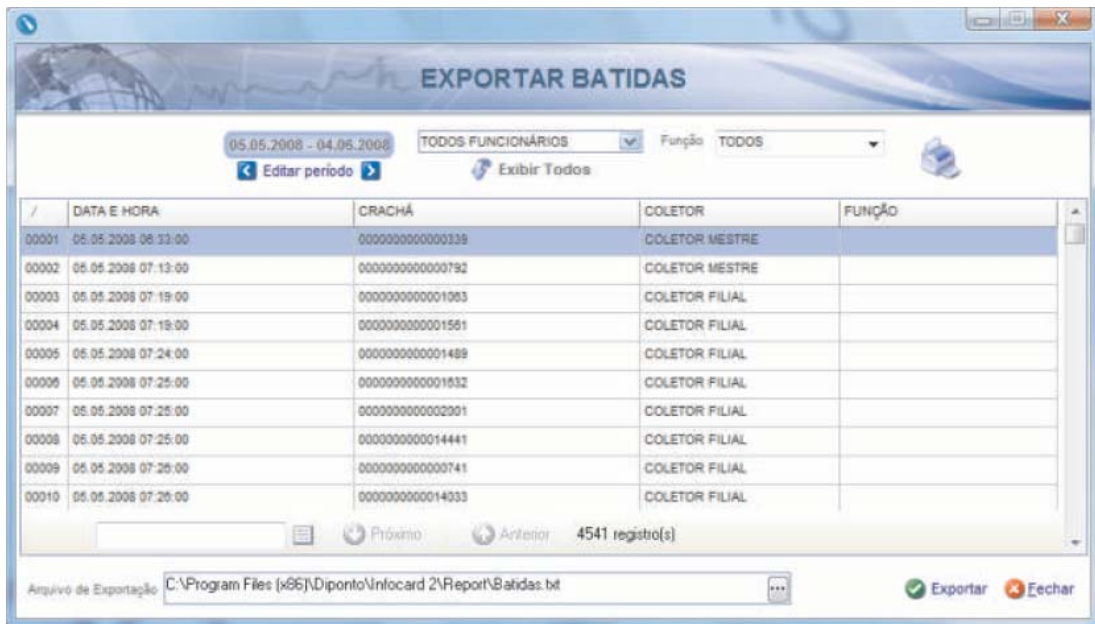 EXPORTAR BATIDAS
05.05.2008 - 04.06.2008 TODOS FUNCIONÁRIOS Função TODOS
Editar período Exibir Todos
/ DATA E HORA CRACHÁ COLETOR FUNÇÃO
00001 05.05.2008 06:33:00 0000000000000339 COLETOR MESTRE
00002 05.05.2008 07:13:00 0000000000000792 COLETOR MESTRE
00003 05.05.2008 07:19:00 0000000000001063 COLETOR FILIAL
00004 05.05.2008 07:19:00 0000000000001561 COLETOR FILIAL
00005 05.05.2008 07:24:00 0000000000001489 COLETOR FILIAL
00006 05.05.2008 07:25:00 0000000000001632 COLETOR FILIAL
00007 05.05.2008 07:25:00 0000000000002001 COLETOR FILIAL
00008 05.05.2008 07:25:00 0000000000014441 COLETOR FILIAL
00009 05.05.2008 07:26:00 0000000000000741 COLETOR FILIAL
00010 05.05.2008 07:26:00 0000000000014033 COLETOR FILIAL
Próximo Anterior 4541 registro(s)
Arquivo de Exportação C:\Program Files (x86)\Diponto\Infocard 2\Report\Batidas.txt ... Exportar Fechar